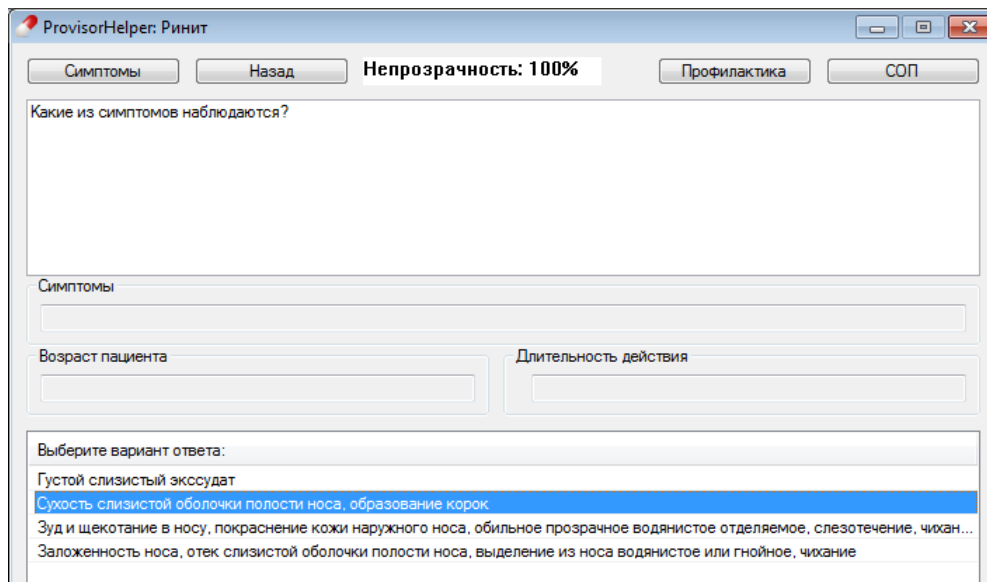 ProvisorHelper: Ринит
Симптомы Назад Непрозрачность: 100% Профилактика СОП
Какие из симптомов наблюдаются?
Симптомы
Возраст пациента Длительность действия
Выберите вариант ответа:
Густой слизистый экссудат
Сухость слизистой оболочки полости носа, образование корок
Зуд и щекотание в носу, покраснение кожи наружного носа, обильное прозрачное водянистое отделяемое, слезотечение, чихан...
Заложенность носа, отек слизистой оболочки полости носа, выделение из носа водянистое или гнойное, чихание